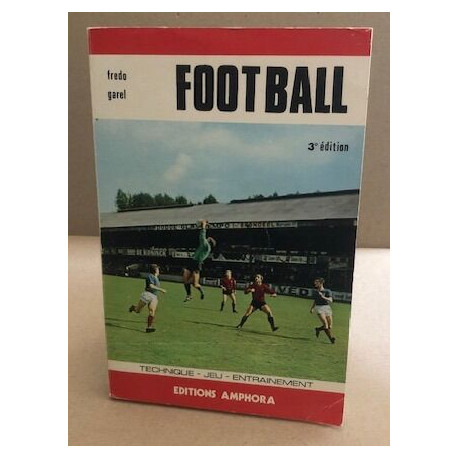 fredo
garel
FOOTBALL
3e édition
TECHNIQUE - JEU - ENTRAINEMENT
EDITIONS AMPHORA